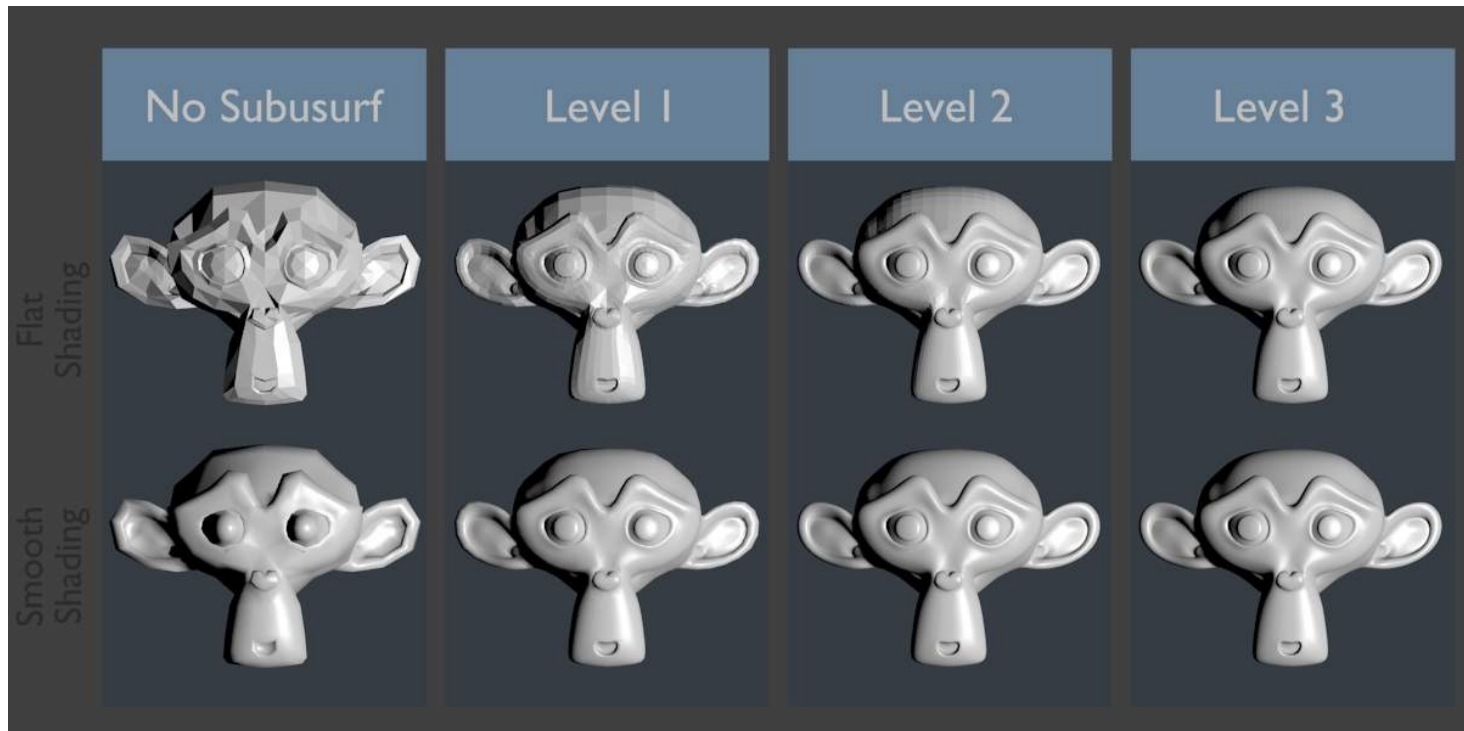 No Subusurf
Level 1
Level 2
Level 3
Flat
Shading
Smooth
Shading